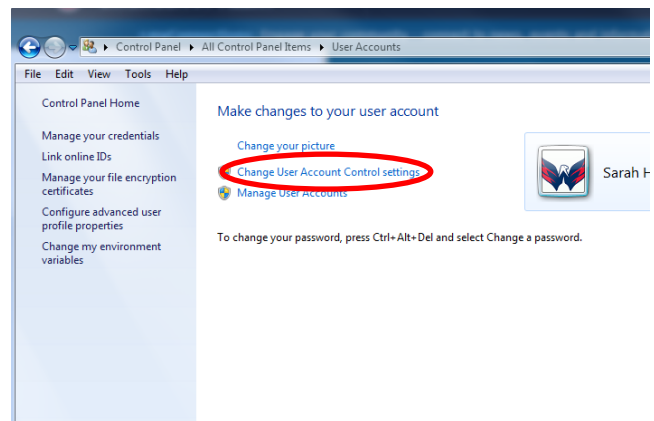 Control Panel ▸ All Control Panel Items ▸ User Accounts
File Edit View Tools Help
Control Panel Home
Manage your credentials
Link online IDs
Manage your file encryption
certificates
Configure advanced user
profile properties
Change my environment
variables
Make changes to your user account
Change your picture
Change User Account Control settings
Manage User Accounts
Sarah H
To change your password, press Ctrl+Alt+Del and select Change a password.